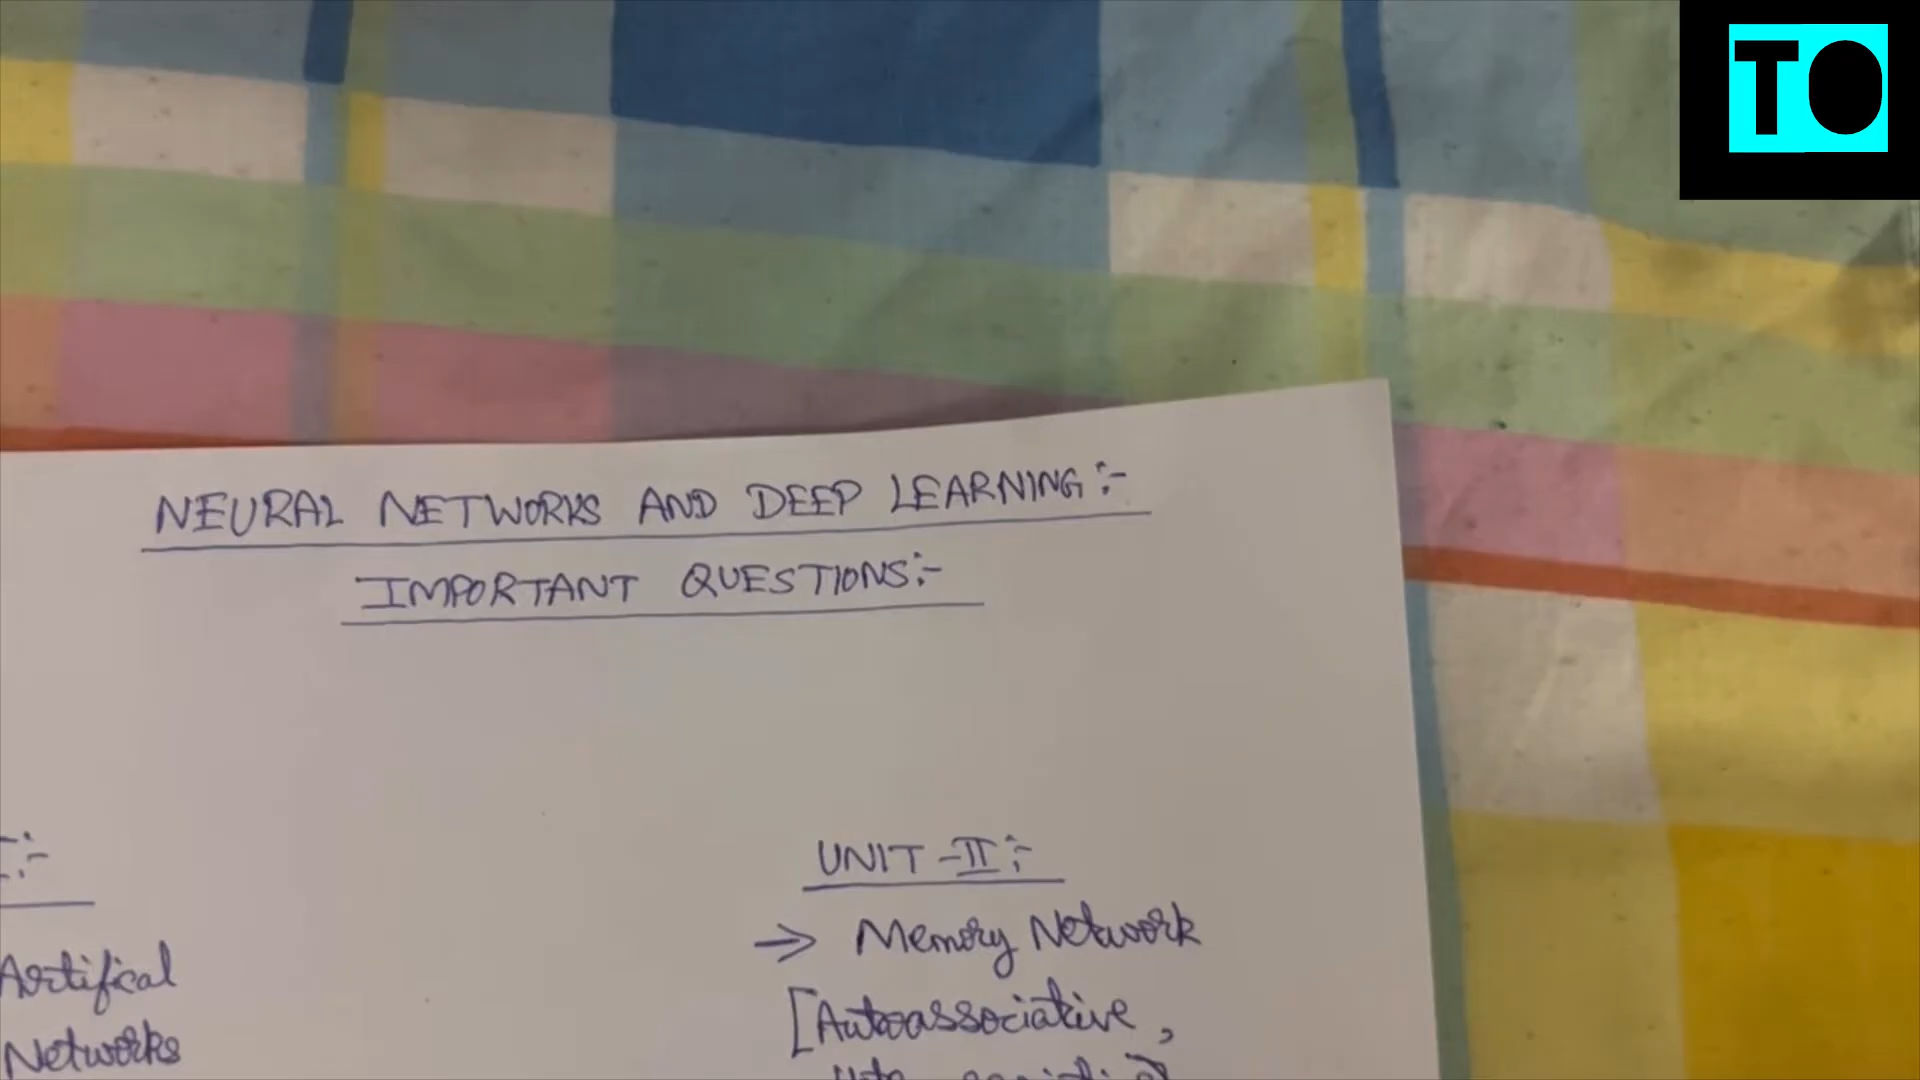 TO
NEURAL NETWORKS AND DEEP LEARNING:-
IMPORTANT QUESTIONS:-
UNIT-II:-
→ Memory Network
[Autoassociative,
Artifical
Networks